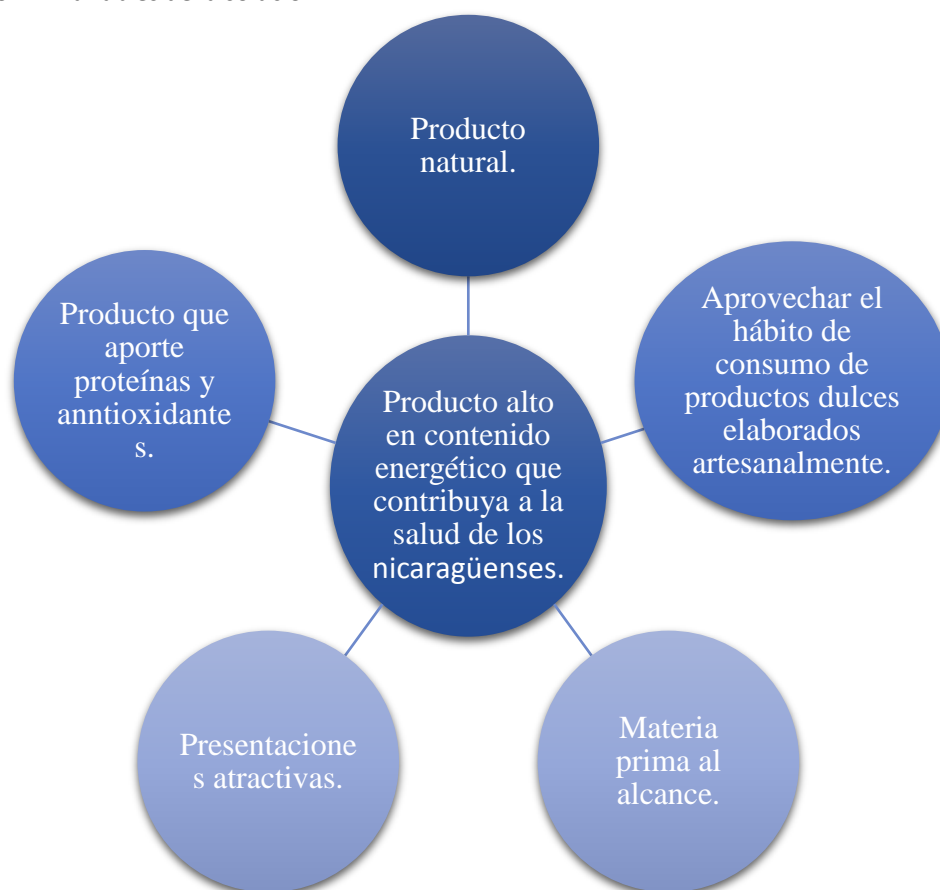 Producto
natural.
Aprovechar el
hábito de
consumo de
productos dulces
elaborados
artesanalmente.
Producto que
aporte
proteínas y
anntioxidante
s.
Producto alto
en contenido
energético que
contribuya a la
salud de los
nicaragüenses.
Presentacione
s atractivas.
Materia
prima al
alcance.